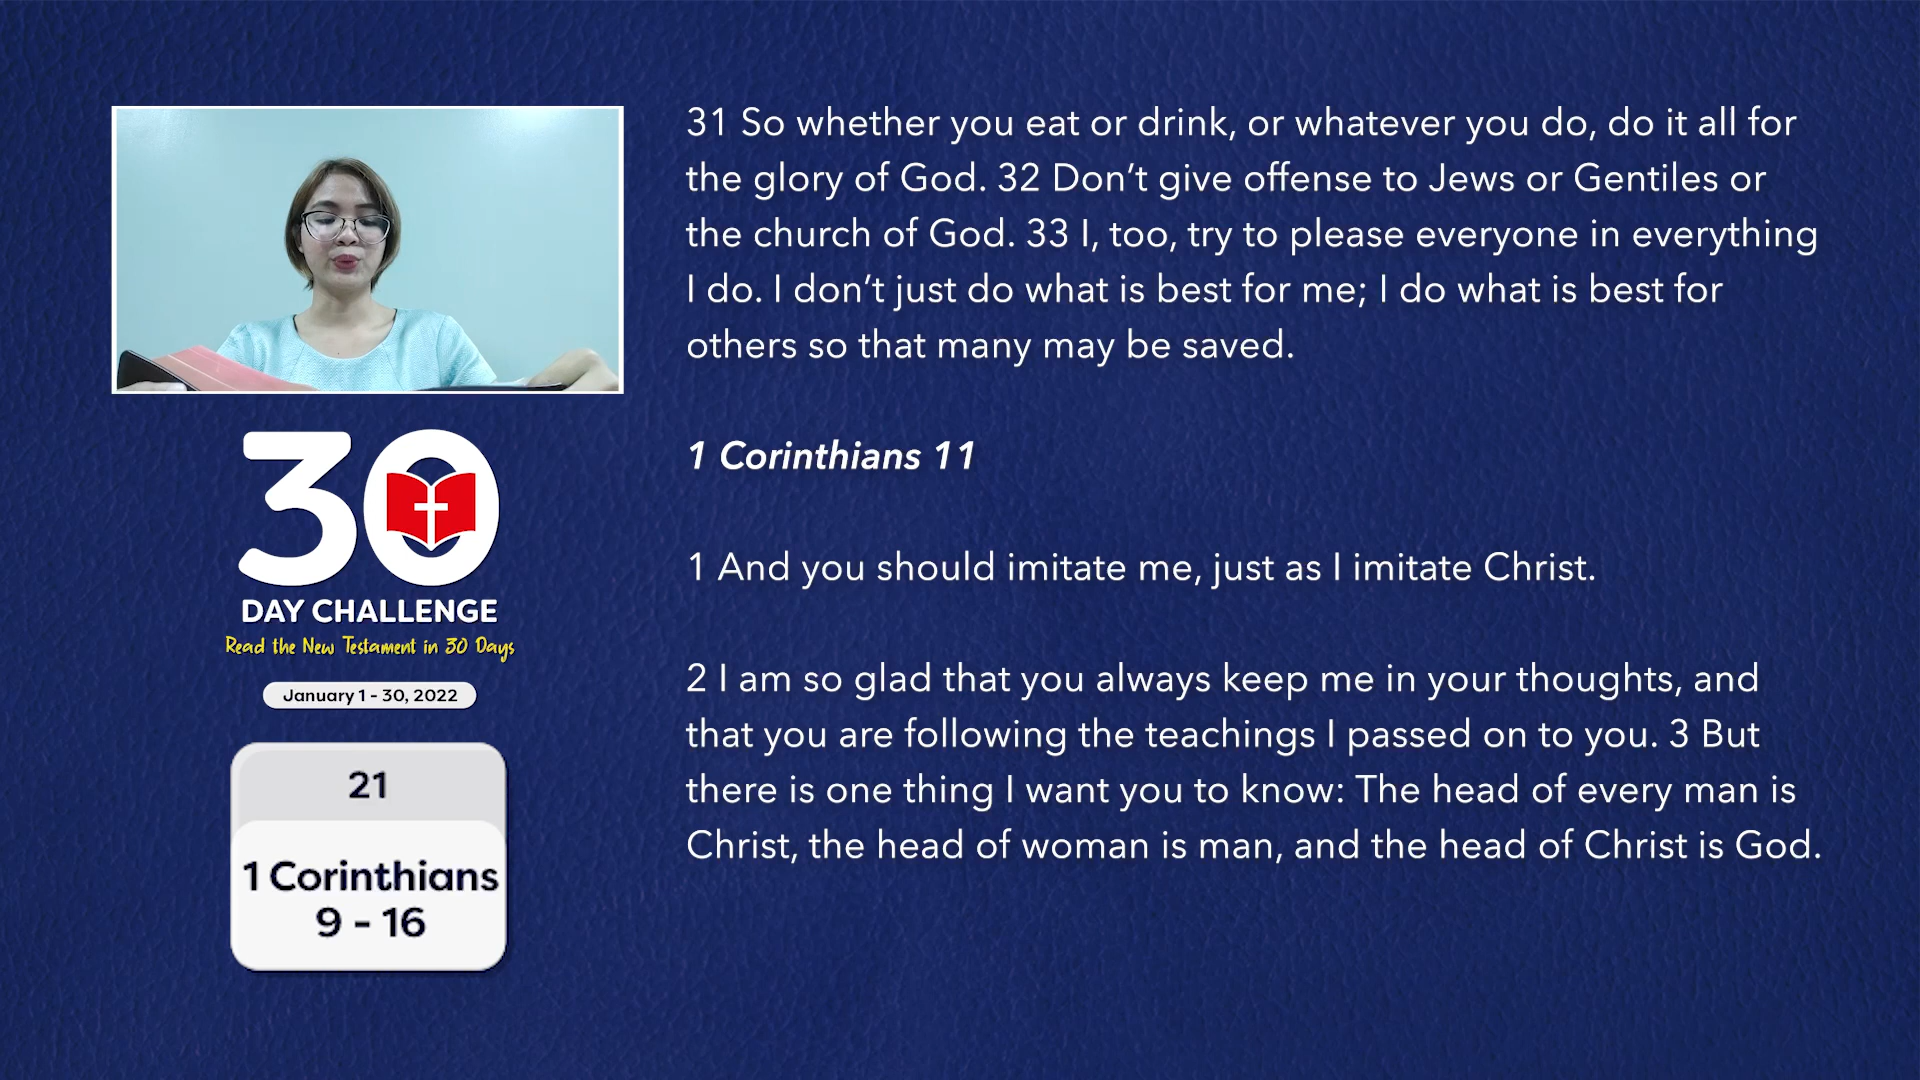 31 So whether you eat or drink, or whatever you do, do it all for
the glory of God. 32 Don’t give offense to Jews or Gentiles or
the church of God. 33 I, too, try to please everyone in everything
I do. I don’t just do what is best for me; I do what is best for
others so that many may be saved.
1 Corinthians 11
1 And you should imitate me, just as I imitate Christ.
2 I am so glad that you always keep me in your thoughts, and
that you are following the teachings I passed on to you. 3 But
there is one thing I want you to know: The head of every man is
Christ, the head of woman is man, and the head of Christ is God.
30
DAY CHALLENGE
Read the New Testament in 30 Days
January 1 - 30, 2022
21
1 Corinthians
9 - 16